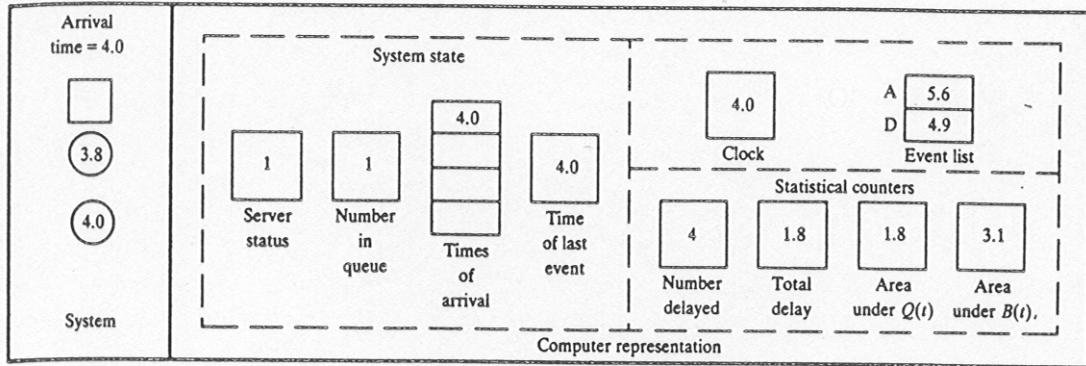 Arrival
time = 4.0
3.8
4.0
System
System state
1
Server
status
1
Number
in
queue
4.0
Times
of
arrival
4.0
Time
of last
event
4.0
Clock
A 5.6
D 4.9
Event list
Statistical counters
4
Number
delayed
1.8
Total
delay
1.8
Area
under Q(t)
3.1
Area
under B(t).
Computer representation